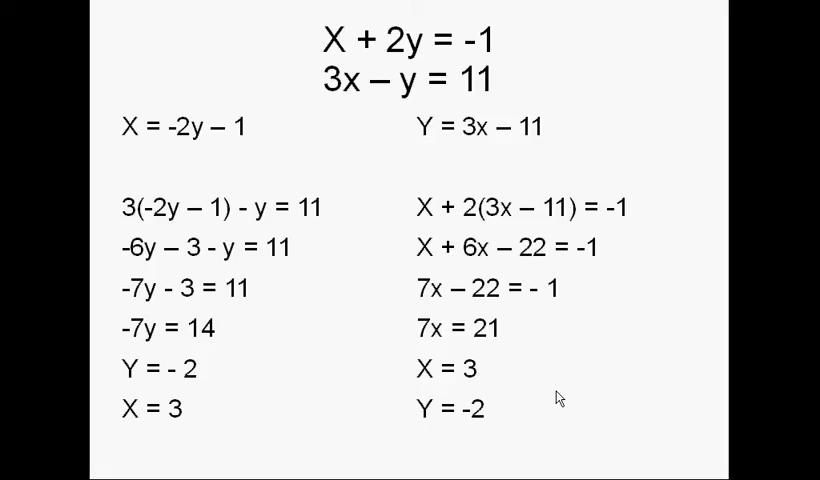 X + 2y = -1
3x – y = 11
X = -2y – 1
3(-2y – 1) - y = 11
-6y – 3 - y = 11
-7y - 3 = 11
-7y = 14
Y = - 2
X = 3
Y = 3x – 11
X + 2(3x – 11) = -1
X + 6x – 22 = -1
7x – 22 = - 1
7x = 21
X = 3
Y = -2